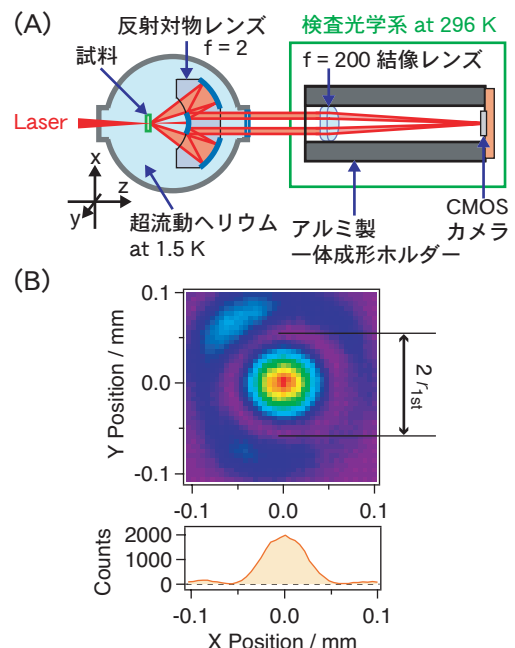 (A)
反射対物レンズ
f = 2
試料
検査光学系 at 296 K
f = 200 結像レンズ
Laser
x
z
y
超流動ヘリウム
at 1.5 K
アルミ製
一体成形ホルダー
CMOS
カメラ
(B)
0.1
0.0
-0.1
Y Position / mm
2 r1st
-0.1
0.0
0.1
2000
1000
0
Counts
-0.1
0.0
0.1
X Position / mm